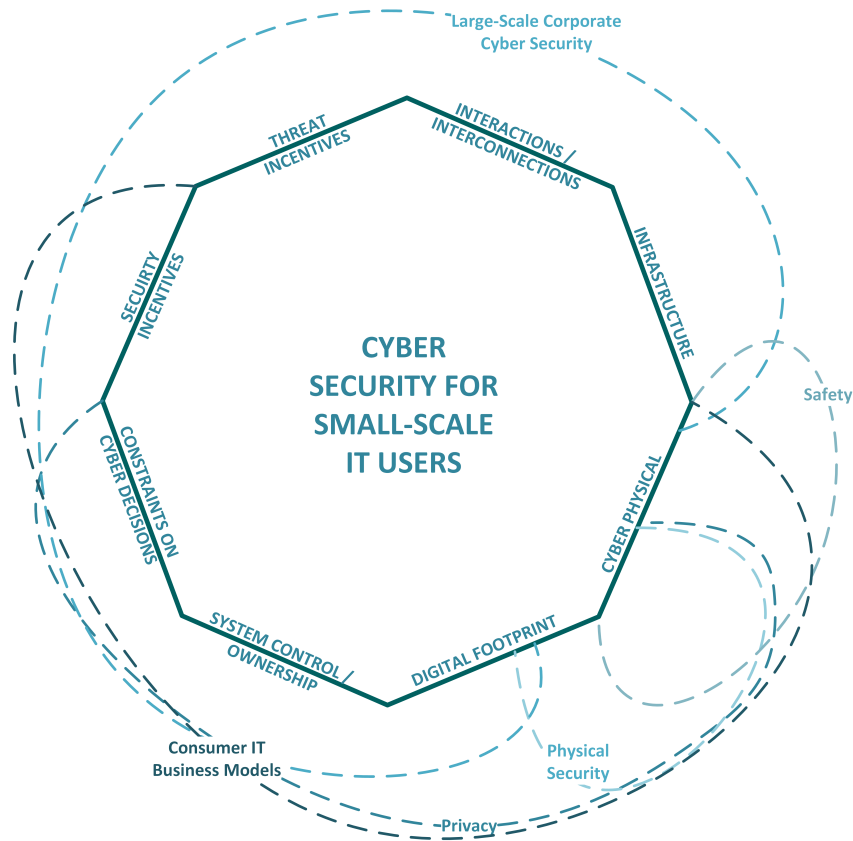 Large-Scale Corporate
Cyber Security
THREAT
INCENTIVES
INTERACTIONS/
INTERCONNECTIONS
SECUIRTY
INCENTIVES
INFRASTRUCTURE
CYBER
SECURITY FOR
SMALL-SCALE
IT USERS
Safety
CONSTRAINTS ON
CYBER DECISIONS
CYBER PHYSICAL
SYSTEM CONTROL/
OWNERSHIP
DIGITAL FOOTPRINT
Consumer IT
Business Models
Physical
Security
Privacy